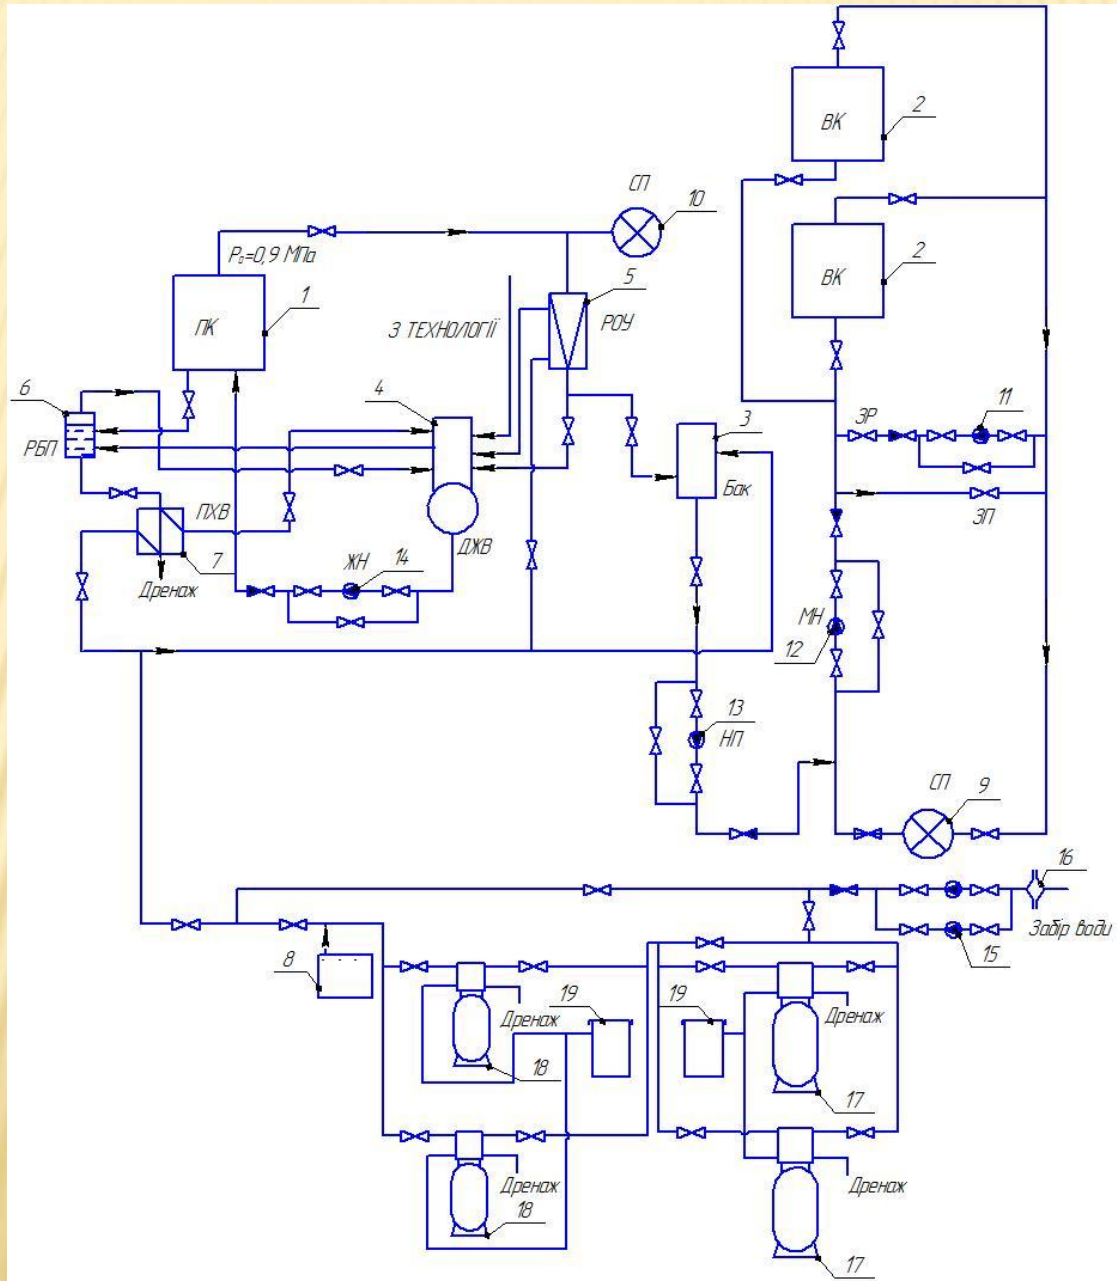 ВК
2
СП
10
P₀=0,9 МПа
ВК
2
1
5
ПК
З ТЕХНОЛОГІЇ
РОУ
6
4
3
ЗР
11
РБП
Бак
ПХВ
ЗП
7
ДЖВ
Дренаж
ЖН
14
МН
12
13
НП
СП
9
16
Забір води
15
8
19
19
Дренаж
Дренаж
18
17
Дренаж
Дренаж
18
17